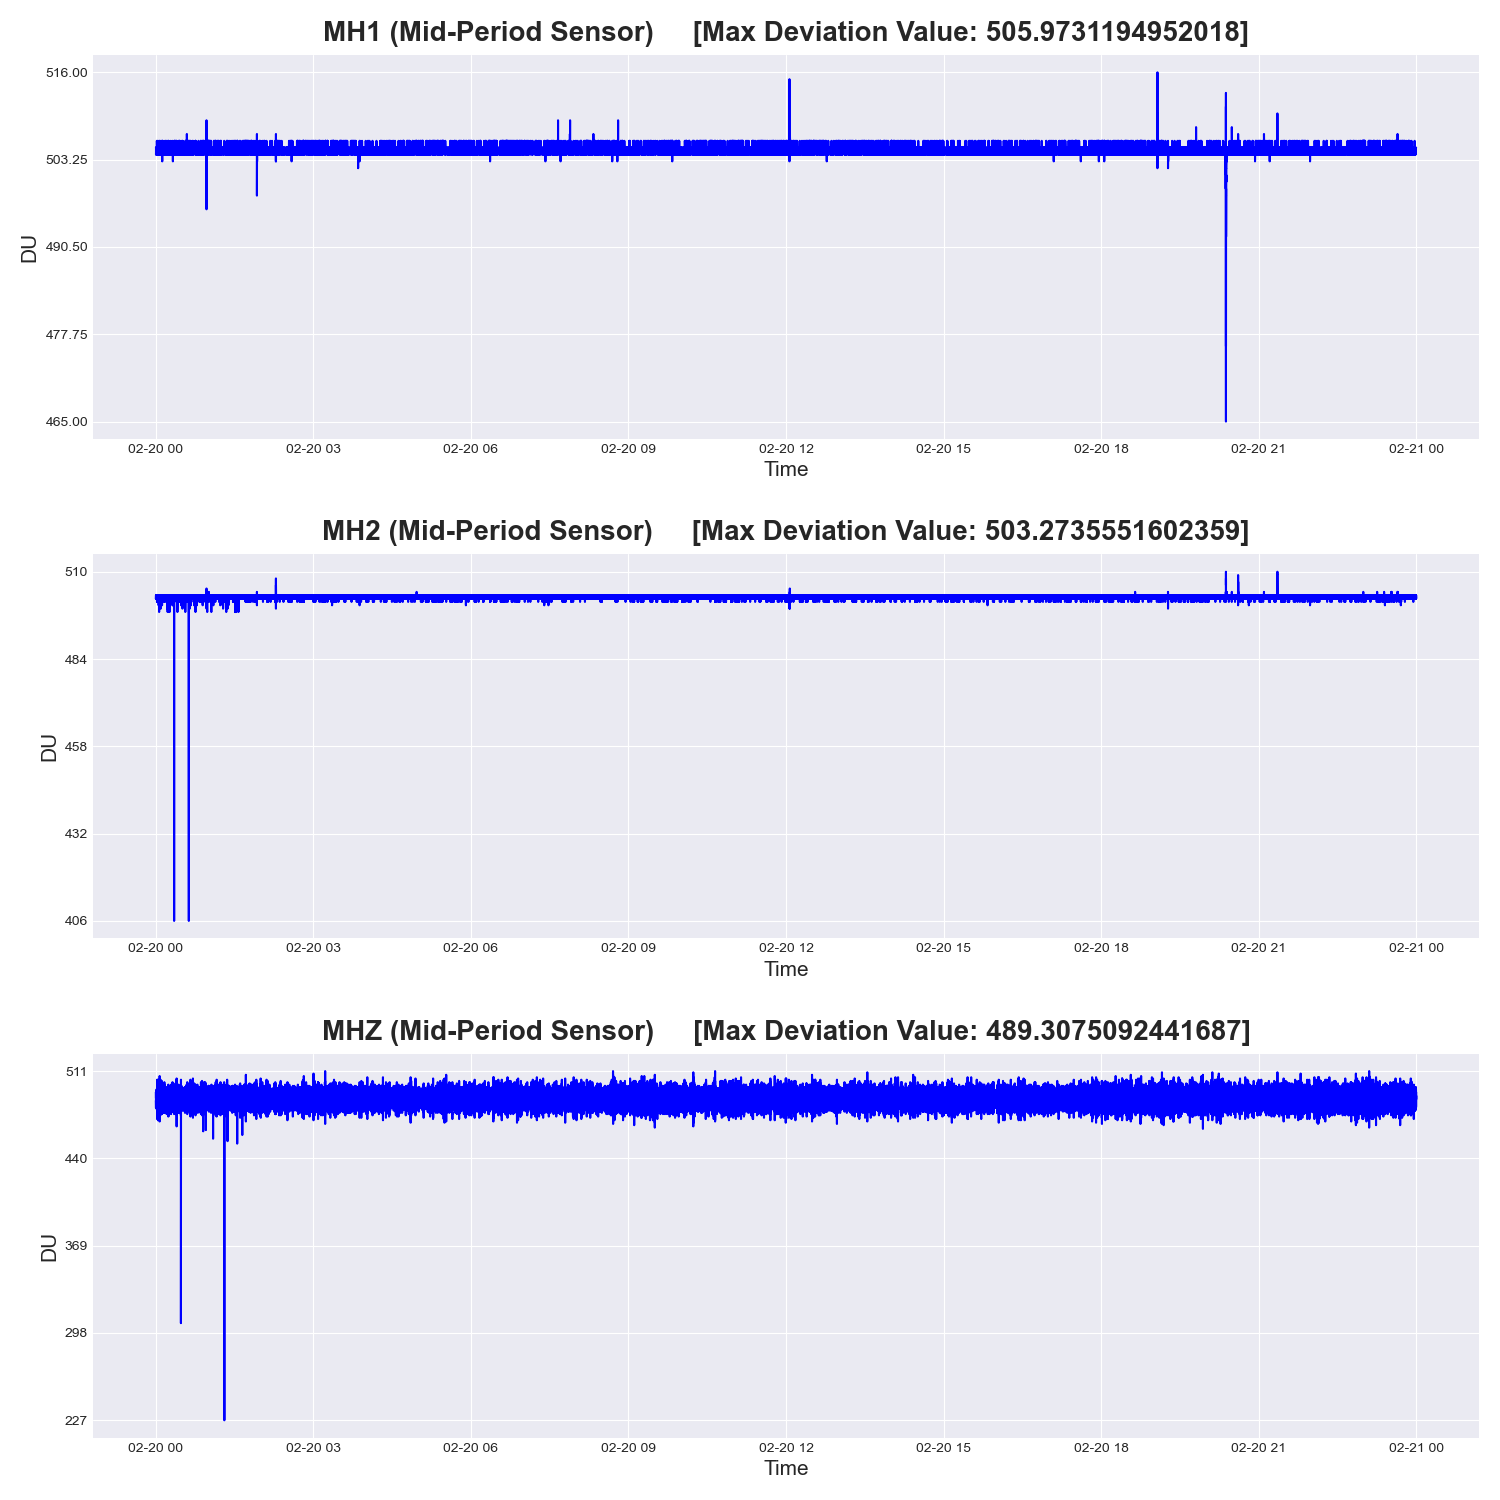 MH1 (Mid-Period Sensor) [Max Deviation Value: 505.9731194952018]
516.00
503.25
490.50
477.75
465.00
DU
02-20 00 02-20 03 02-20 06 02-20 09 02-20 12 02-20 15 02-20 18 02-20 21 02-21 00
Time
MH2 (Mid-Period Sensor) [Max Deviation Value: 503.2735551602359]
510
484
458
432
406
DU
02-20 00 02-20 03 02-20 06 02-20 09 02-20 12 02-20 15 02-20 18 02-20 21 02-21 00
Time
MHZ (Mid-Period Sensor) [Max Deviation Value: 489.3075092441687]
511
440
369
298
227
DU
02-20 00 02-20 03 02-20 06 02-20 09 02-20 12 02-20 15 02-20 18 02-20 21 02-21 00
Time